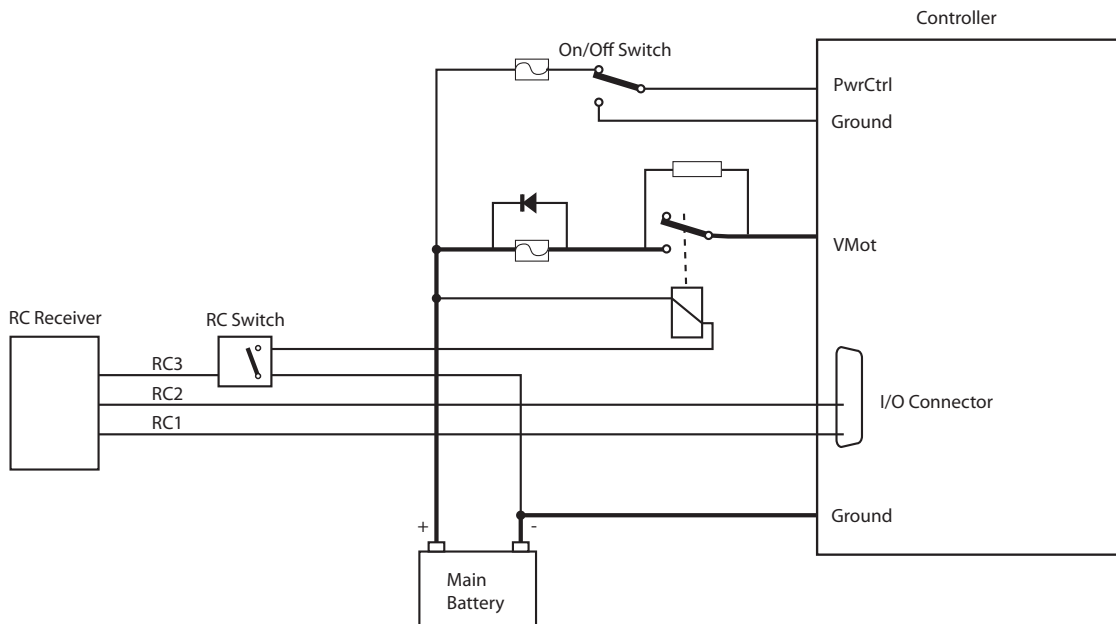 Controller
On/Off Switch
PwrCtrl
Ground
VMot
RC Receiver
RC Switch
RC3
RC2
RC1
I/O Connector
Ground
+
-
Main
Battery